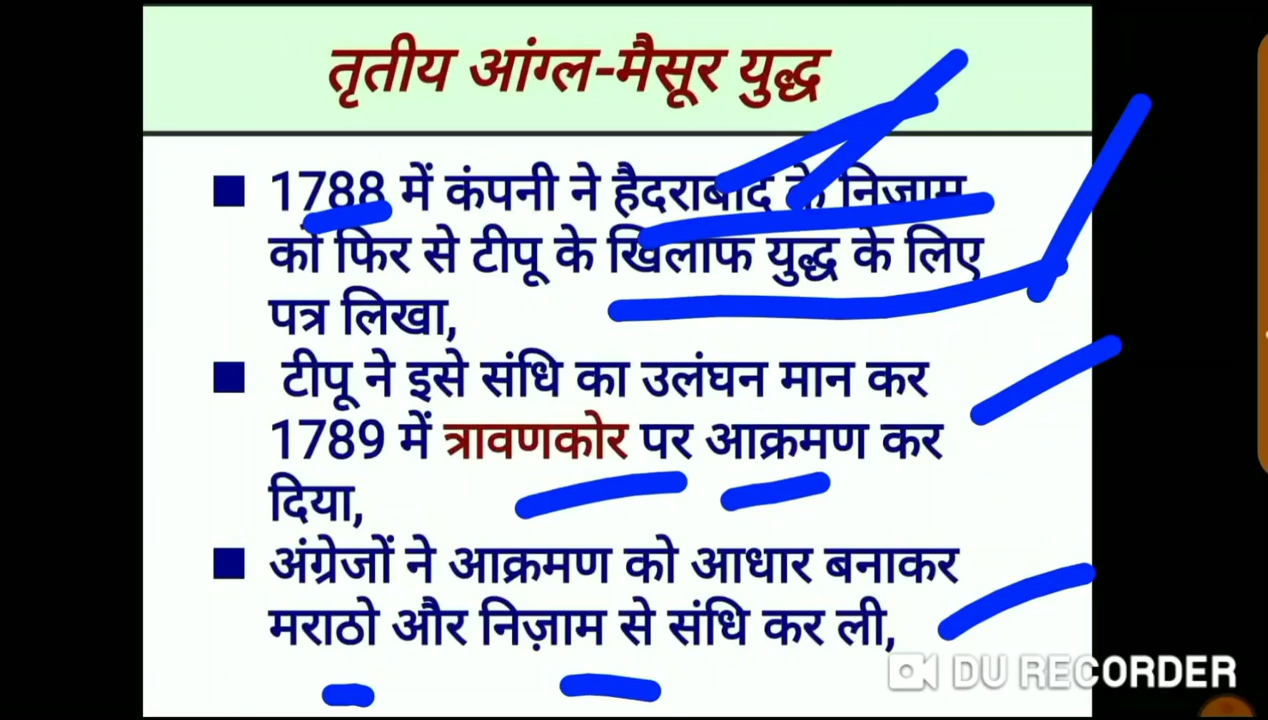 तृतीय आंग्ल-मैसूर युद्ध
■ 1788 में कंपनी ने हैदराबाद के निजाम
को फिर से टीपू के खिलाफ युद्ध के लिए
पत्र लिखा,
■ टीपू ने इसे संधि का उलंघन मान कर
1789 में त्रावणकोर पर आक्रमण कर
दिया,
■ अंग्रेजों ने आक्रमण को आधार बनाकर
मराठो और निज़ाम से संधि कर ली,
DU RECORDER